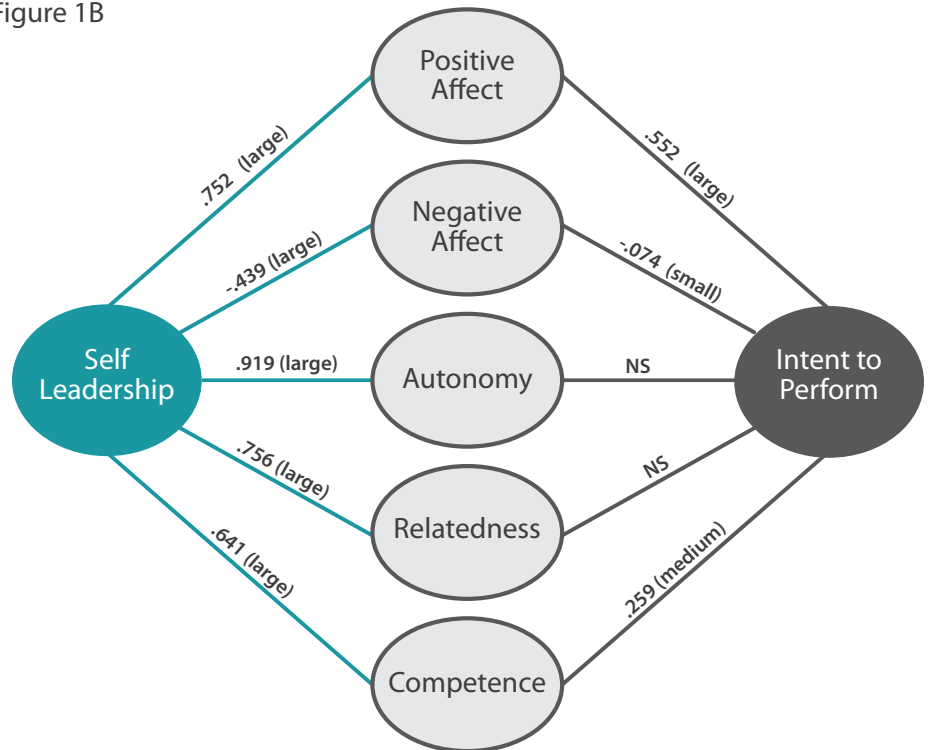 Figure 1B
Positive
Affect
.752 (large)
.552 (large)
Negative
Affect
-.439 (large)
-.074 (small)
Self
Leadership
.919 (large)
Autonomy
NS
Intent to
Perform
.756 (large)
Relatedness
NS
.641 (large)
.259 (medium)
Competence